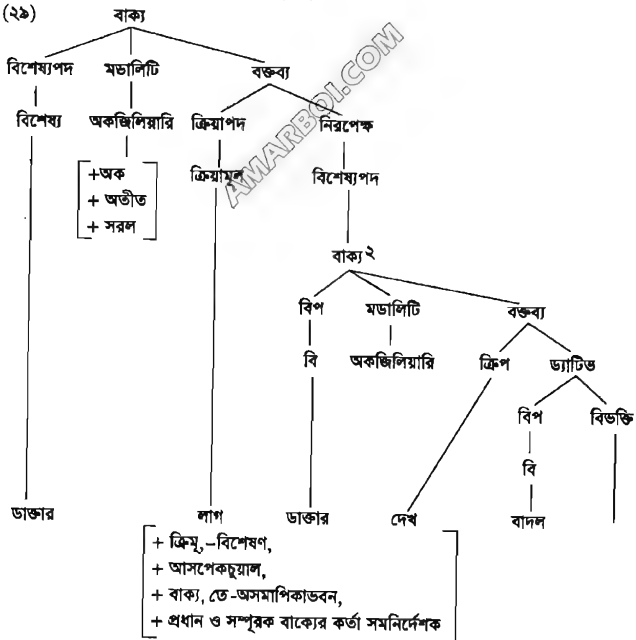 (২৯) বাক্য
বিশেষ্যপদ মডালিটি বক্তব্য
বিশেষ্য অকজিলিয়ারি ক্রিয়াপদ নিরপেক্ষ
+অক
+ অতীত
+ সরল
ক্রিয়ামূল বিশেষ্যপদ
বাক্য২
বিপ মডালিটি বক্তব্য
বি অকজিলিয়ারি ক্রিপ ড্যাটিভ
বিপ বিভক্তি
বি
ডাক্তার লাগ ডাক্তার দেখ বাদল
+ ক্রিমূ,-বিশেষণ,
+ আসপেকচুয়াল,
+ বাক্য, তে-অসমাপিকাভবন,
+ প্রধান ও সম্পূরক বাক্যের কর্তা সমনির্দেশক
AMARBOI.COM